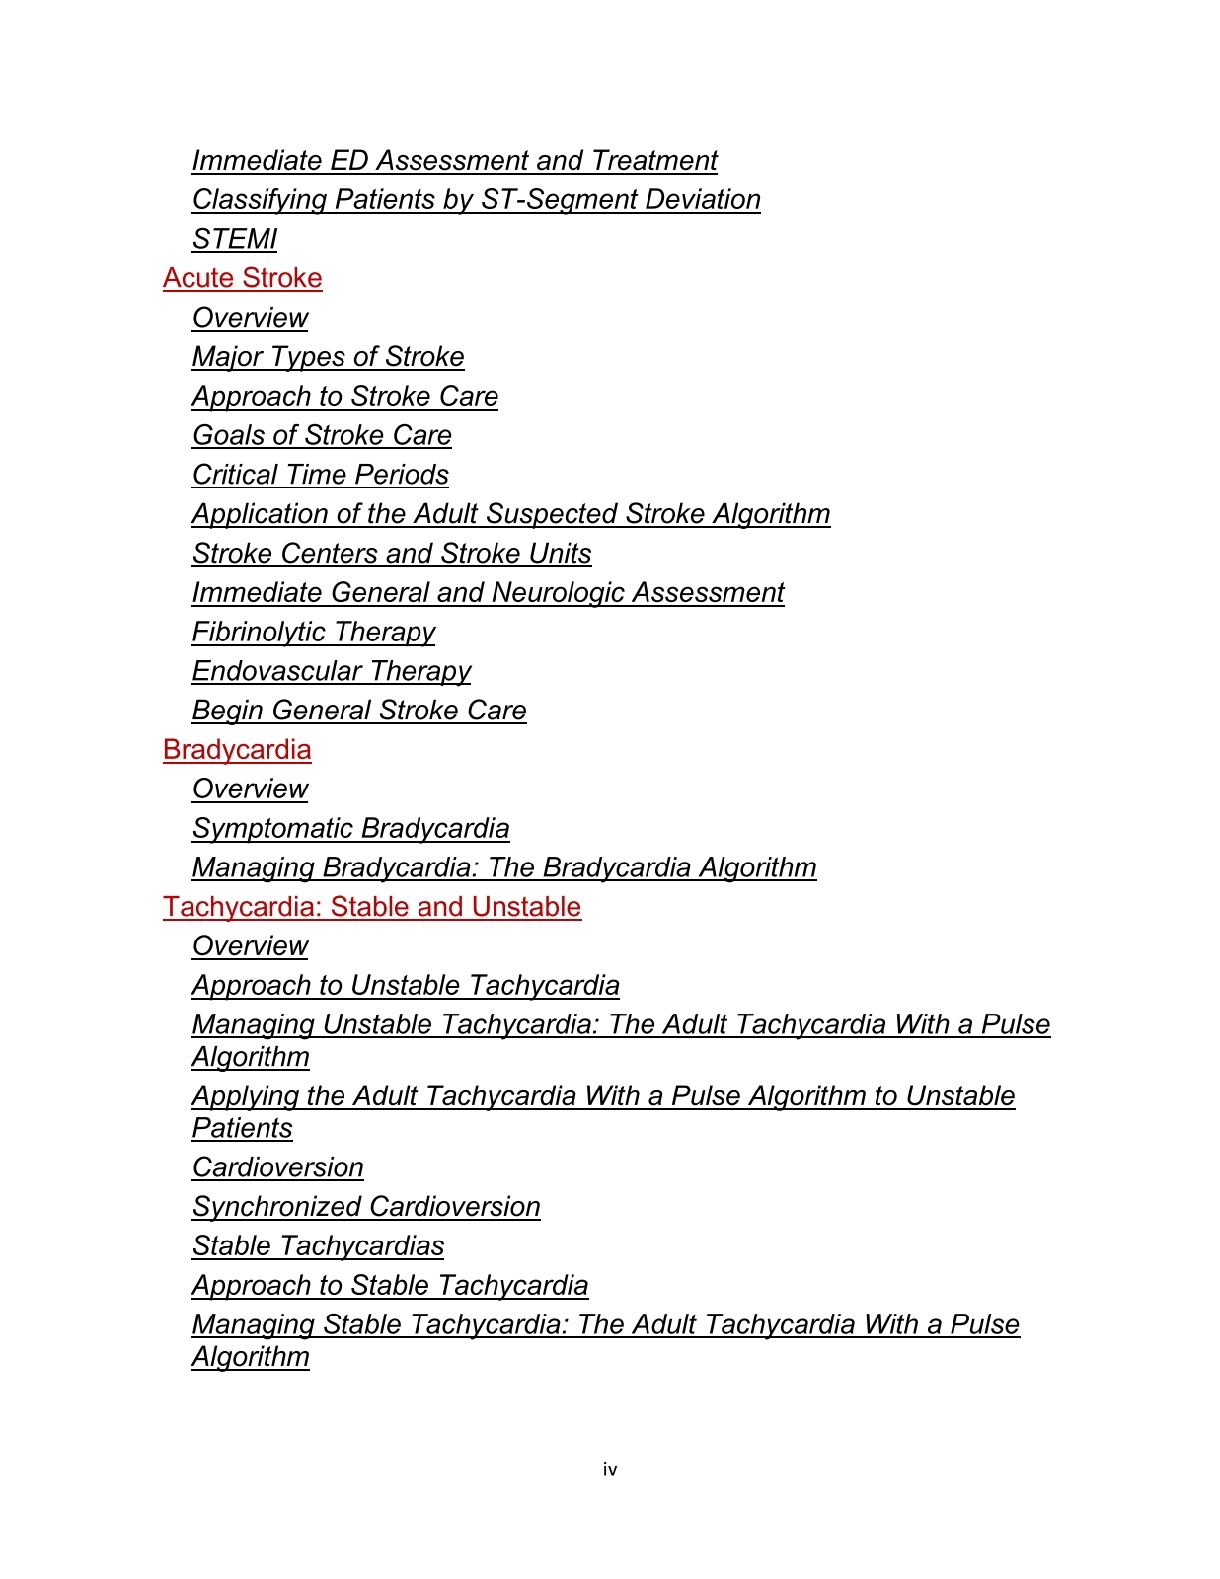 Immediate ED Assessment and Treatment
Classifying Patients by ST-Segment Deviation
STEMI
Acute Stroke
Overview
Major Types of Stroke
Approach to Stroke Care
Goals of Stroke Care
Critical Time Periods
Application of the Adult Suspected Stroke Algorithm
Stroke Centers and Stroke Units
Immediate General and Neurologic Assessment
Fibrinolytic Therapy
Endovascular Therapy
Begin General Stroke Care
Bradycardia
Overview
Symptomatic Bradycardia
Managing Bradycardia: The Bradycardia Algorithm
Tachycardia: Stable and Unstable
Overview
Approach to Unstable Tachycardia
Managing Unstable Tachycardia: The Adult Tachycardia With a Pulse
Algorithm
Applying the Adult Tachycardia With a Pulse Algorithm to Unstable
Patients
Cardioversion
Synchronized Cardioversion
Stable Tachycardias
Approach to Stable Tachycardia
Managing Stable Tachycardia: The Adult Tachycardia With a Pulse
Algorithm
iv